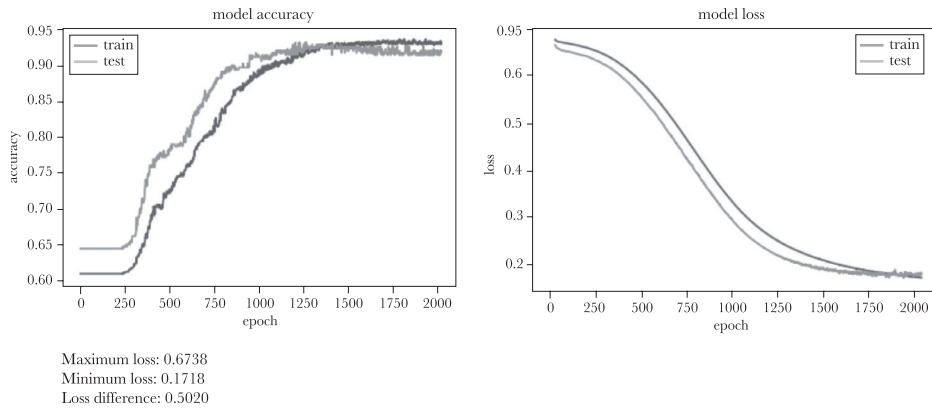 model accuracy
0.95
0.90
0.85
0.80
0.75
0.70
0.65
0.60
accuracy
train
test
0 250 500 750 1000 1250 1500 1750 2000
epoch
model loss
0.95
0.6
0.5
0.4
0.3
0.2
loss
train
test
0 250 500 750 1000 1250 1500 1750 2000
epoch
Maximum loss: 0.6738
Minimum loss: 0.1718
Loss difference: 0.5020